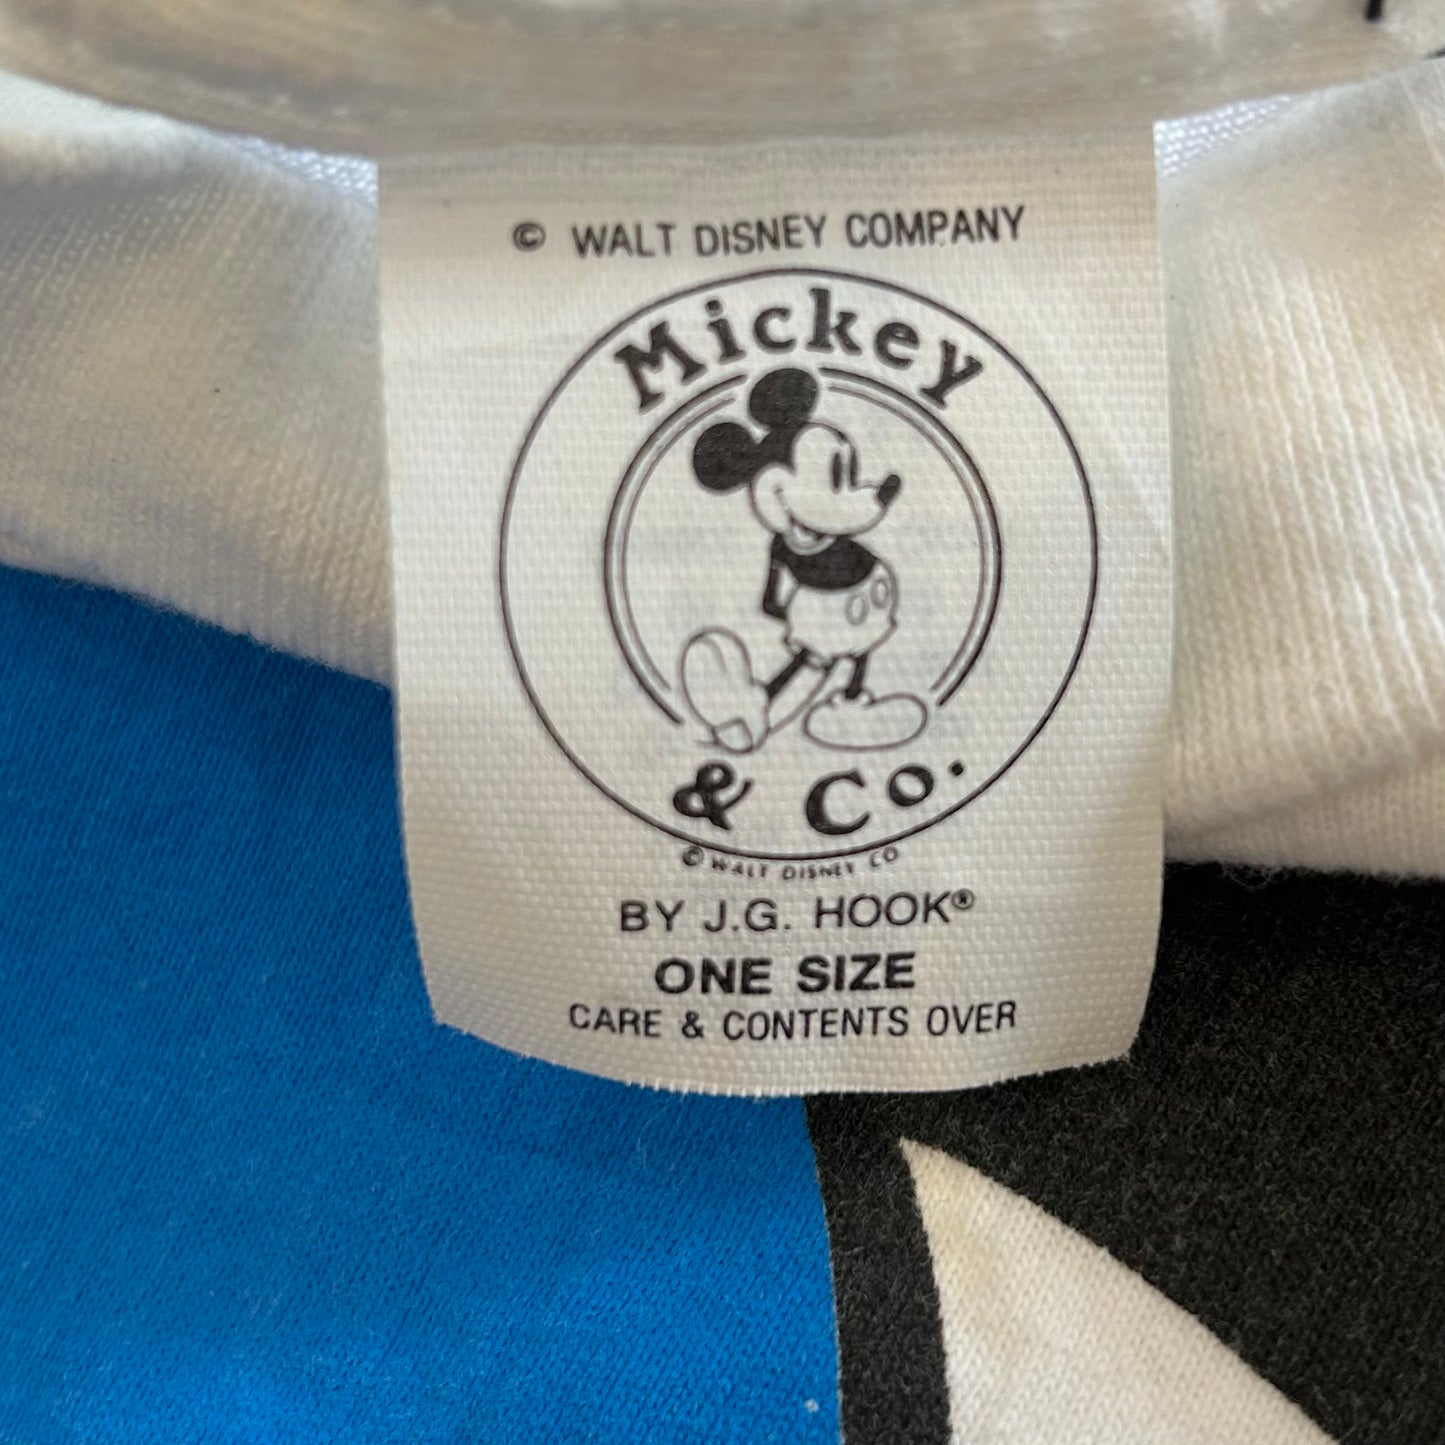 © WALT DISNEY COMPANY
Mickey
& Co.
© WALT DISNEY CO
BY J.G. HOOK®
ONE SIZE
CARE & CONTENTS OVER